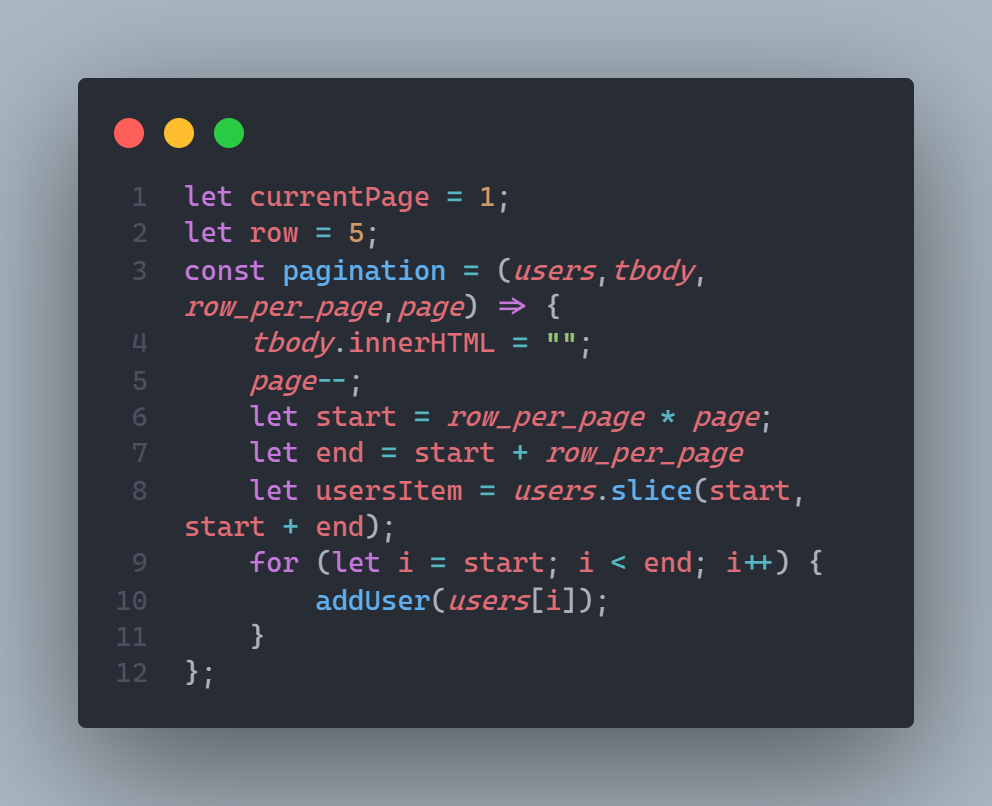 1 let currentPage = 1;
2 let row = 5;
3 const pagination = (users,tbody,
row_per_page,page) => {
4     tbody.innerHTML = "";
5     page--;
6     let start = row_per_page * page;
7     let end = start + row_per_page
8     let usersItem = users.slice(start,
start + end);
9     for (let i = start; i < end; i++) {
10         addUser(users[i]);
11     }
12 };